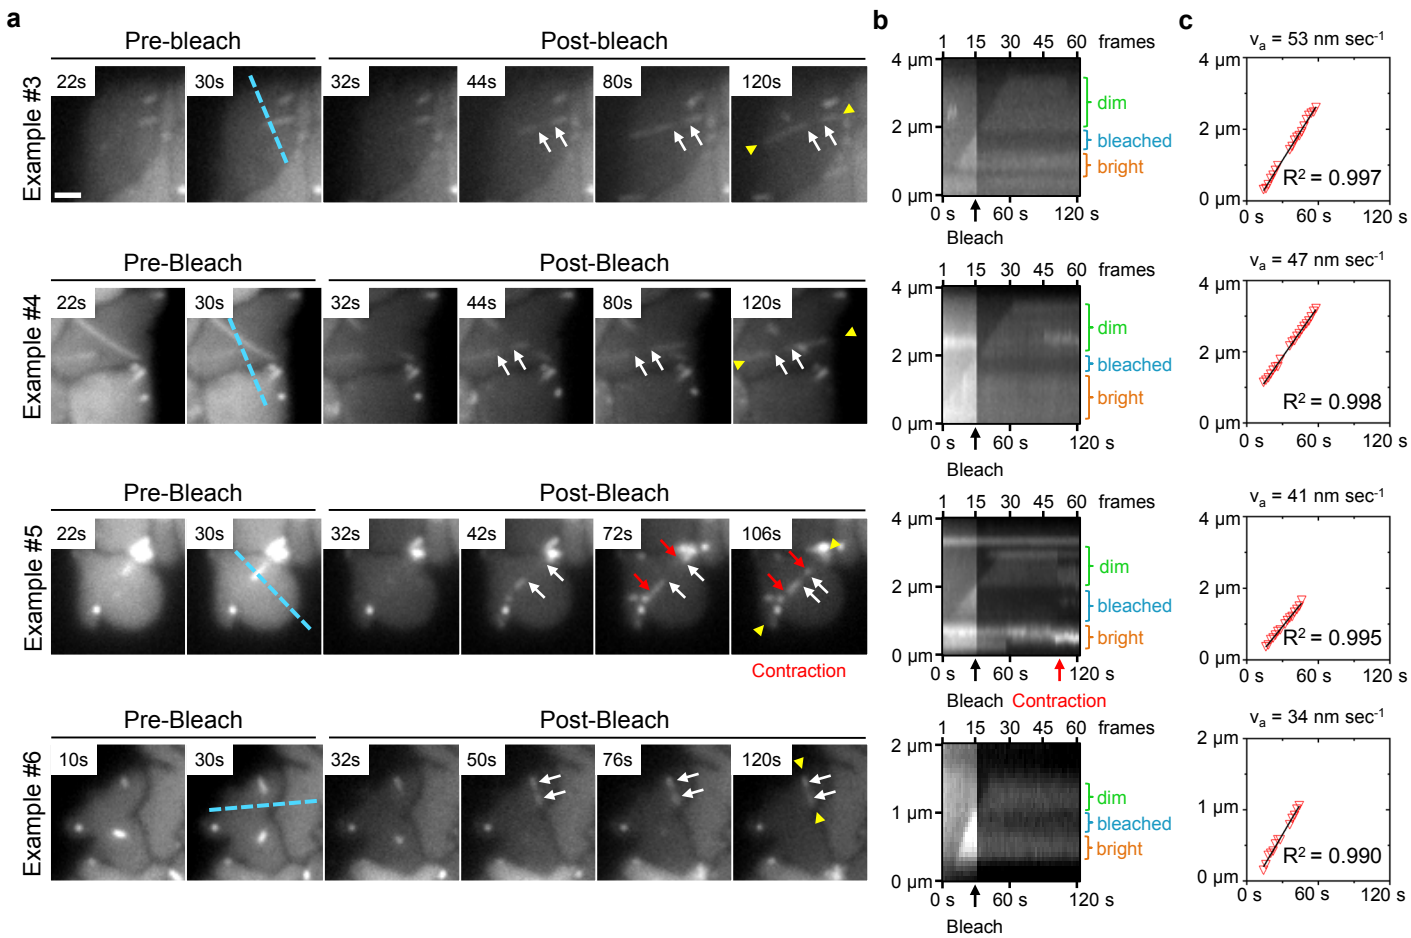 a
Pre-bleach
Post-bleach
Example #3
22s
30s
32s
44s
80s
120s
Pre-Bleach
Post-Bleach
Example #4
22s
30s
32s
44s
80s
120s
Pre-Bleach
Post-Bleach
Example #5
22s
30s
32s
42s
72s
106s
Contraction
Pre-Bleach
Post-Bleach
Example #6
10s
30s
32s
50s
76s
120s
b
1 15 30 45 60 frames
4 µm
2 µm
0 µm
dim
bleached
bright
0 s 60 s 120 s
Bleach
1 15 30 45 60 frames
4 µm
2 µm
0 µm
dim
bleached
bright
0 s 60 s 120 s
Bleach
1 15 30 45 60 frames
4 µm
2 µm
0 µm
dim
bleached
bright
0 s 60 s 120 s
Bleach Contraction
1 15 30 45 60 frames
2 µm
1 µm
0 µm
dim
bleached
bright
0 s 60 s 120 s
Bleach
c
vₐ = 53 nm sec⁻¹
4 µm
2 µm
0 µm
R² = 0.997
0 s 60 s 120 s
vₐ = 47 nm sec⁻¹
4 µm
2 µm
0 µm
R² = 0.998
0 s 60 s 120 s
vₐ = 41 nm sec⁻¹
4 µm
2 µm
0 µm
R² = 0.995
0 s 60 s 120 s
vₐ = 34 nm sec⁻¹
2 µm
1 µm
0 µm
R² = 0.990
0 s 60 s 120 s